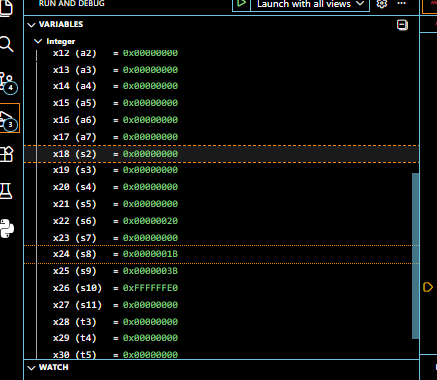 RUN AND DEBUG
Launch with all views
VARIABLES
Integer
x12 (a2) = 0x00000000
x13 (a3) = 0x00000000
x14 (a4) = 0x00000000
x15 (a5) = 0x00000000
x16 (a6) = 0x00000000
x17 (a7) = 0x00000000
x18 (s2) = 0x00000000
x19 (s3) = 0x00000000
x20 (s4) = 0x00000000
x21 (s5) = 0x00000000
x22 (s6) = 0x00000020
x23 (s7) = 0x00000000
x24 (s8) = 0x0000001B
x25 (s9) = 0x0000003B
x26 (s10) = 0xFFFFFFE0
x27 (s11) = 0x00000000
x28 (t3) = 0x00000000
x29 (t4) = 0x00000000
x30 (t5) = 0x00000000
WATCH
4
3